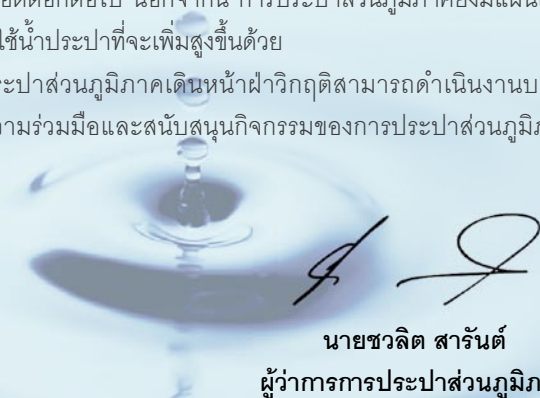 นอกจากนี้ การประปาส่วนภูมิภาคยังมีแผน
ใช้น้ำประปาที่จะเพิ่มสูงขึ้นด้วย
ระปาส่วนภูมิภาคเดินหน้าฝ่าวิกฤติสามารถดำเนินงานบ
วามร่วมมือและสนับสนุนกิจกรรมของการประปาส่วนภูมิภ
นายชวลิต สารันต์
ผู้ว่าการการประปาส่วนภูมิภ